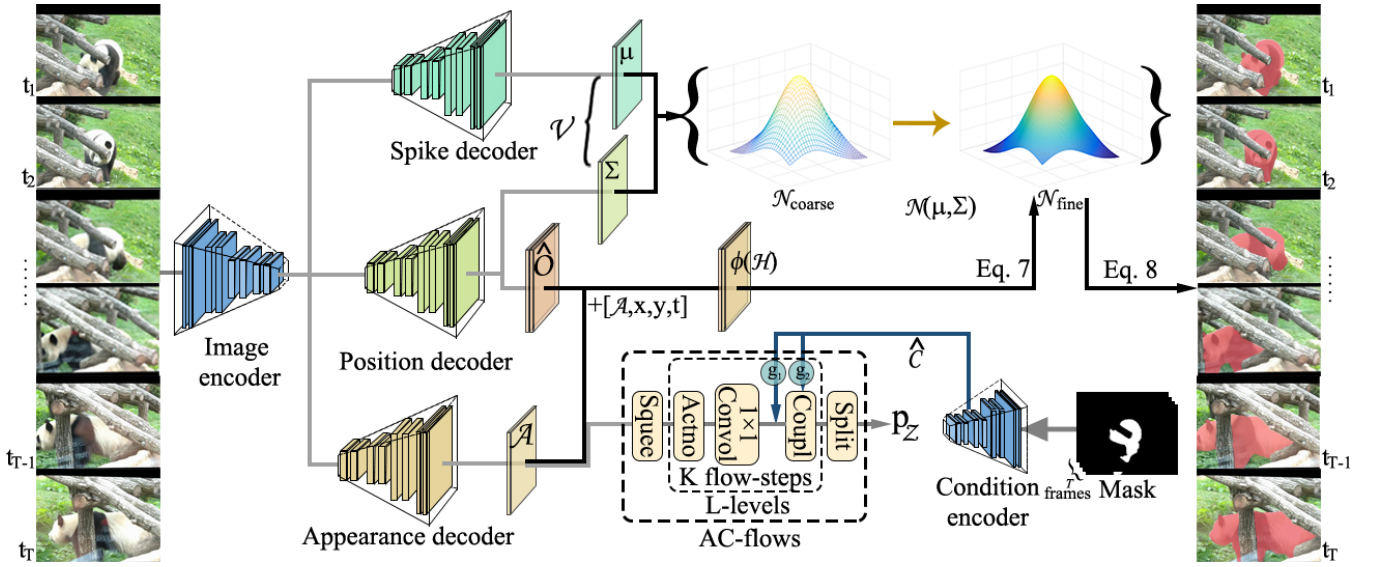 t1
t2
......
tT-1
tT
Image
encoder
Spike decoder
Position decoder
Appearance decoder
μ
𝒱
Σ
Ô
𝒜
+[𝒜,x,y,t]
ϕ(ℋ)
𝒩coarse
𝒩(μ,Σ)
𝒩fine
Eq. 7
Eq. 8
g1
g2
Ĉ
Squee
Actno
1×1
Convol
Coupl
Split
K flow-steps
L-levels
AC-flows
pZ
Condition
encoder
T
frames
Mask
t1
t2
......
tT-1
tT